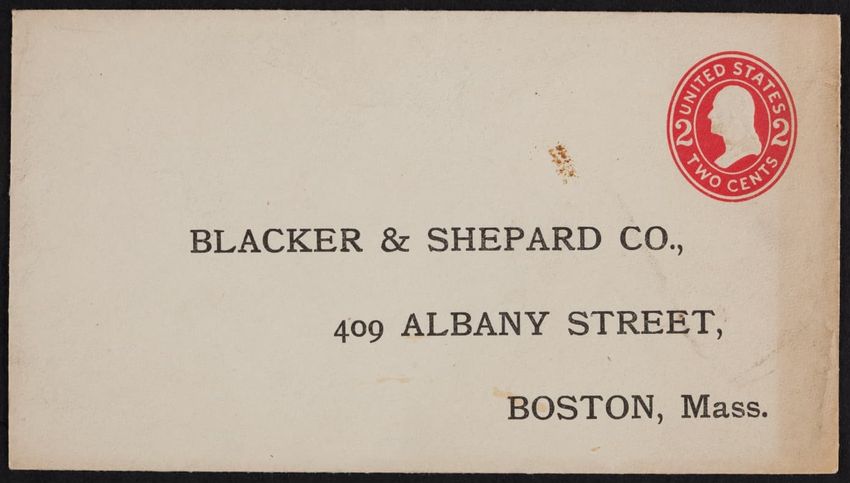 UNITED STATES
2 2
TWO CENTS
BLACKER & SHEPARD CO.,
409 ALBANY STREET,
BOSTON, Mass.